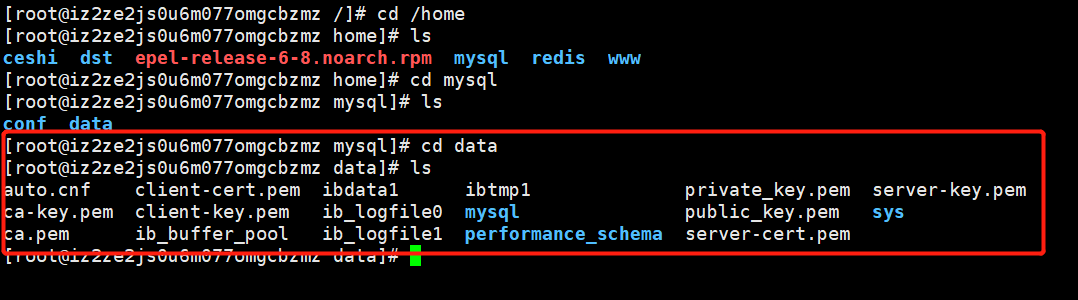 [root@iz2ze2js0u6m077omgcbzmz /]# cd /home
[root@iz2ze2js0u6m077omgcbzmz home]# ls
ceshi  dst  epel-release-6-8.noarch.rpm  mysql  redis  www
[root@iz2ze2js0u6m077omgcbzmz home]# cd mysql
[root@iz2ze2js0u6m077omgcbzmz mysql]# ls
conf  data
[root@iz2ze2js0u6m077omgcbzmz mysql]# cd data
[root@iz2ze2js0u6m077omgcbzmz data]# ls
auto.cnf    client-cert.pem  ibdata1      ibtmp1              private_key.pem  server-key.pem
ca-key.pem  client-key.pem   ib_logfile0  mysql               public_key.pem   sys
ca.pem      ib_buffer_pool   ib_logfile1  performance_schema  server-cert.pem
[root@iz2ze2js0u6m077omgcbzmz data]#